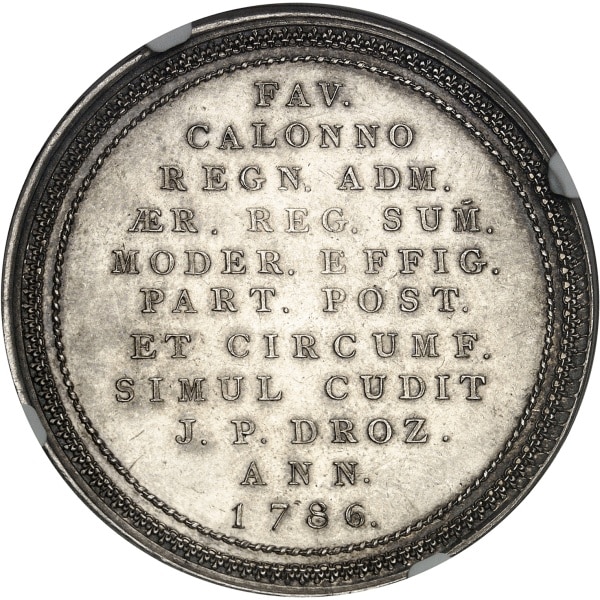 FAV.
CALONNO
REGN. ADM.
ÆR. REG. SUM.
MODER. EFFIG.
PART. POST.
ET CIRCUMF.
SIMUL CUDIT
J. P. DROZ.
ANN.
1786.